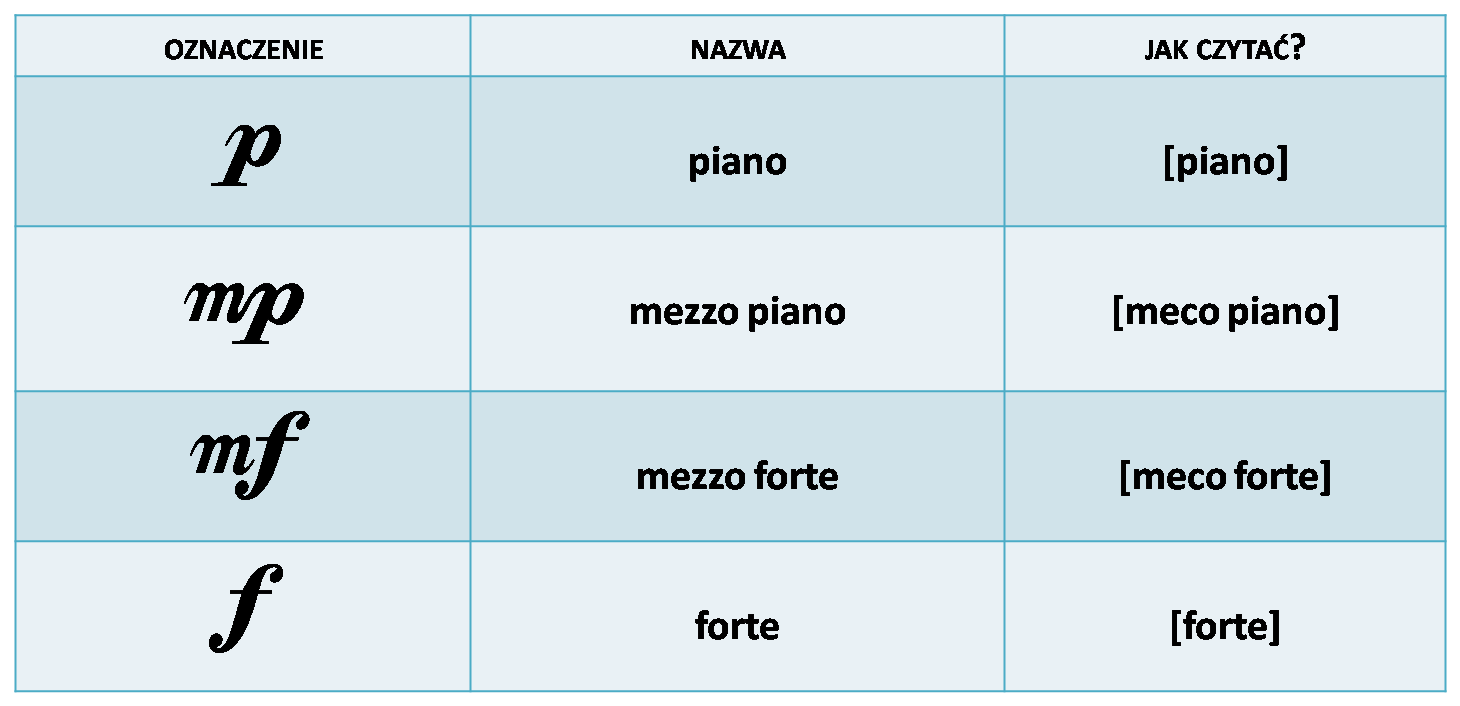 OZNACZENIE NAZWA JAK CZYTAĆ?
p piano [piano]
mp mezzo piano [meco piano]
mf mezzo forte [meco forte]
f forte [forte]